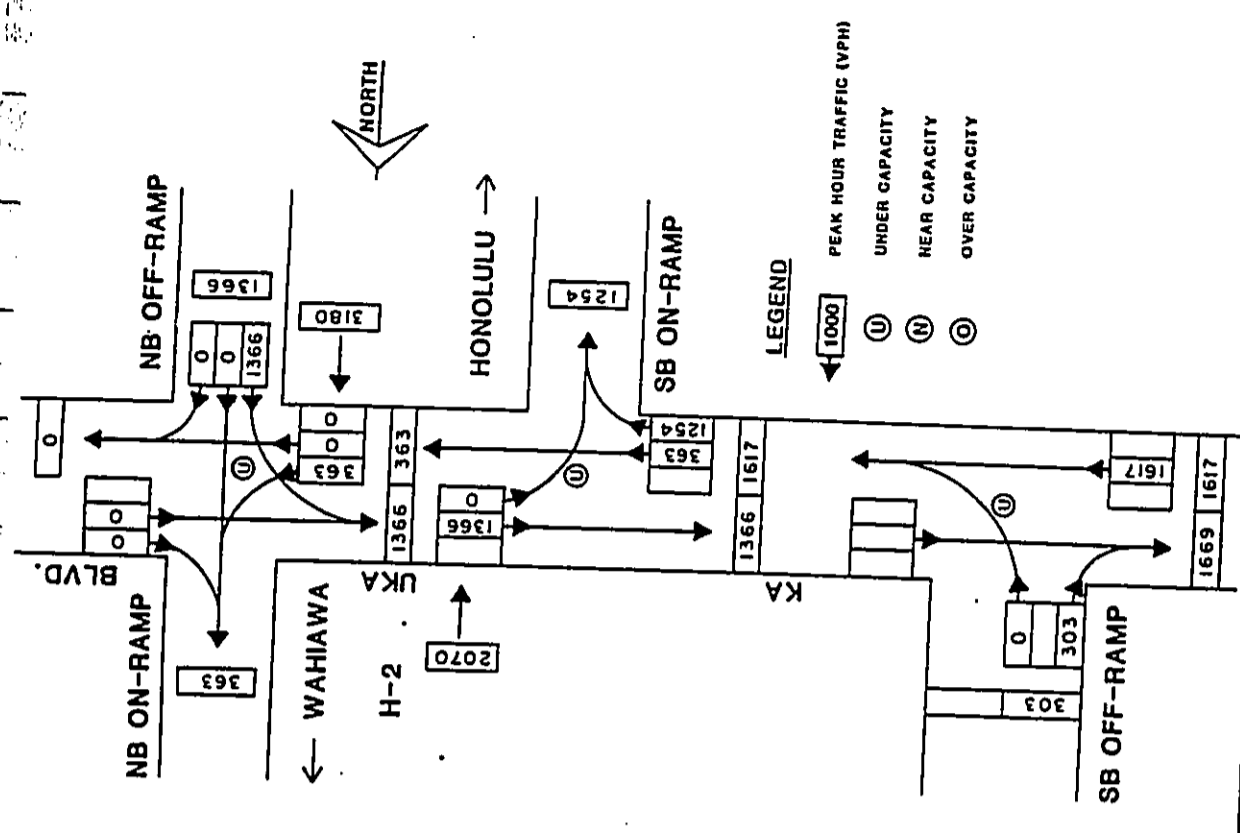 NB OFF-RAMP
NORTH
1366
0
0
0
1366
3180
BLVD.
0
0
0
0
363
U
NB ON-RAMP
363
1366 363
UKA
WAHIAWA
H-2
2070
HONOLULU
0
1366
U
1254
SB ON-RAMP
1254
363
1366 1617
KA
U
1617
0
303
303
SB OFF-RAMP
1669 1617
LEGEND
1000 PEAK HOUR TRAFFIC (VPH)
U UNDER CAPACITY
N NEAR CAPACITY
O OVER CAPACITY